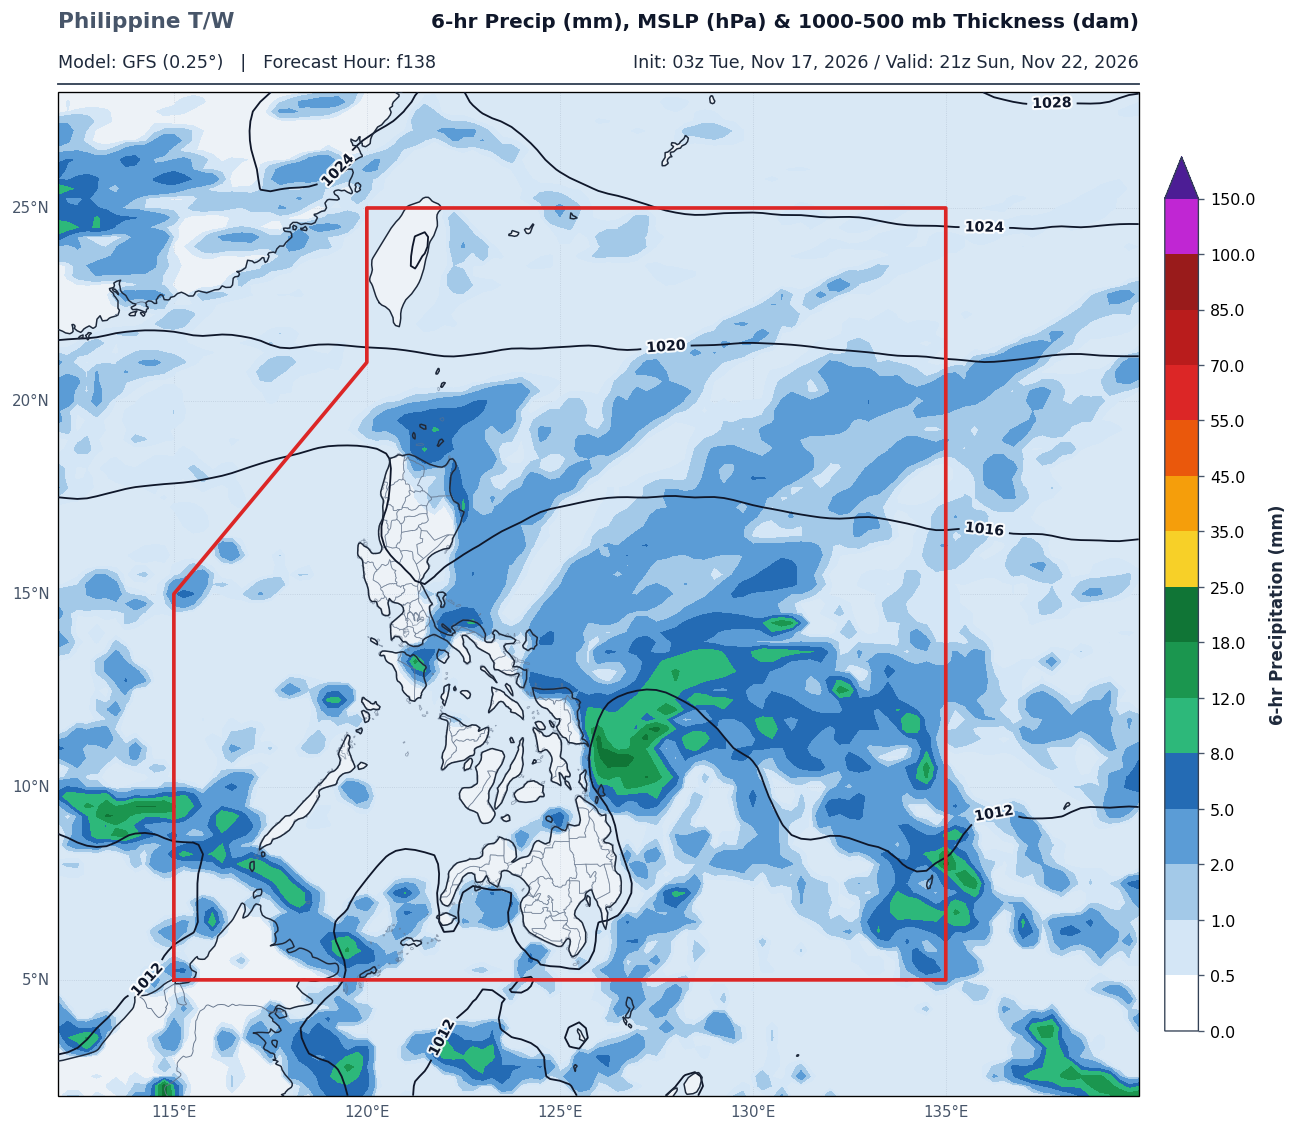 Philippine T/W
6-hr Precip (mm), MSLP (hPa) & 1000-500 mb Thickness (dam)
Model: GFS (0.25°) | Forecast Hour: f138
Init: 03z Tue, Nov 17, 2026 / Valid: 21z Sun, Nov 22, 2026
1028
1024
1024
1020
1016
1012
1012
1012
25°N
20°N
15°N
10°N
5°N
115°E
120°E
125°E
130°E
135°E
150.0
100.0
85.0
70.0
55.0
45.0
35.0
25.0
18.0
12.0
8.0
5.0
2.0
1.0
0.5
0.0
6-hr Precipitation (mm)